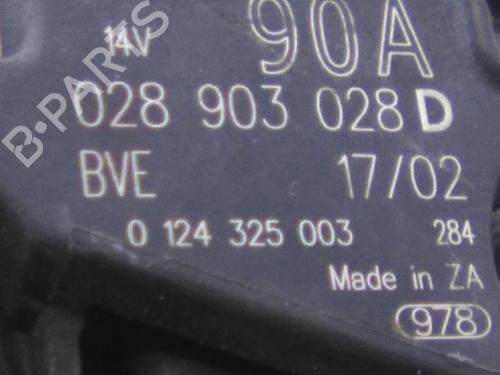 B-PARTS
14V 90A
028 903 028 D
BVE 17/02
0 124 325 003 284
Made in ZA
978